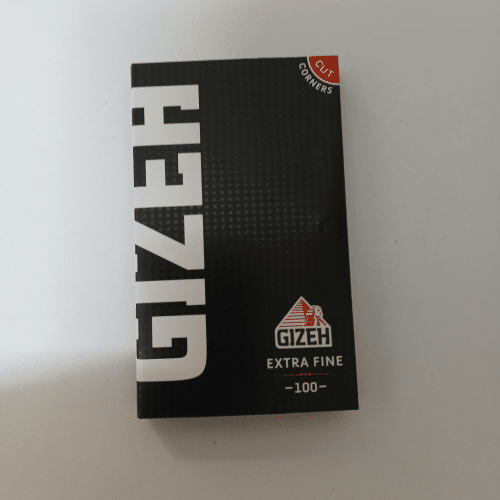 CUT
CORNERS
GIZEH
GIZEH
EXTRA FINE
-100-